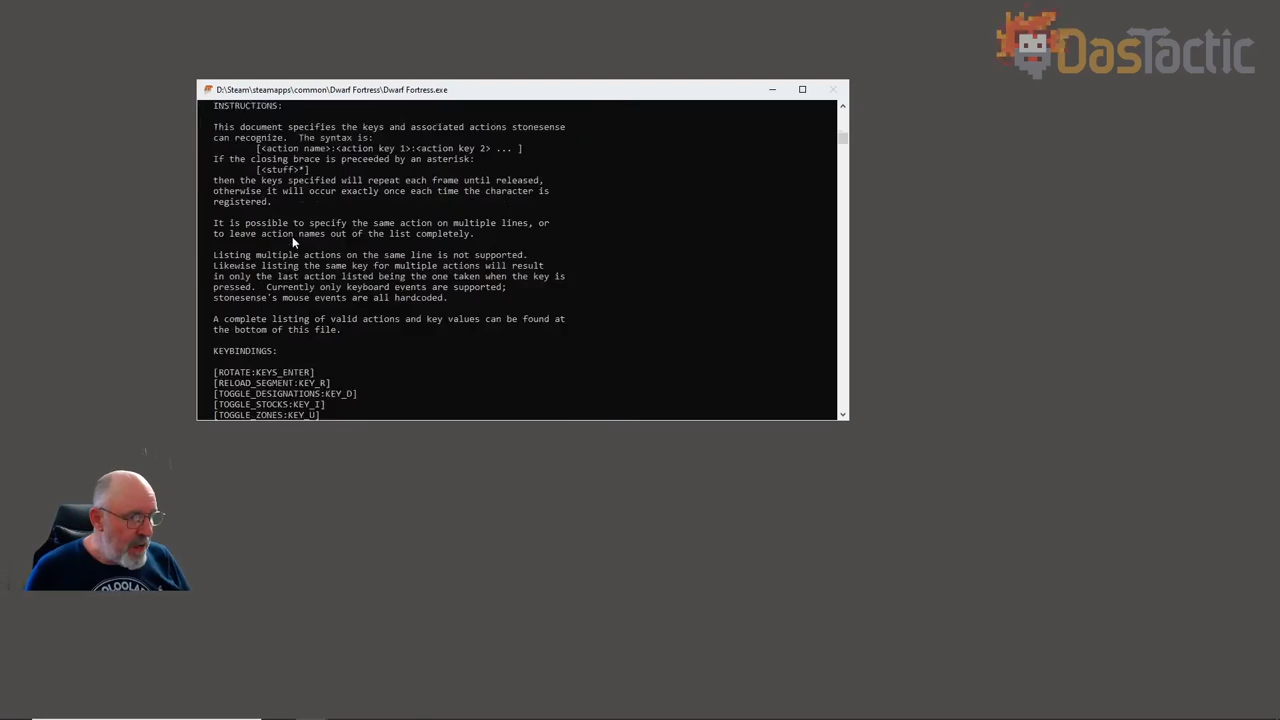 DasTactic
D:\Steam\steamapps\common\Dwarf Fortress\Dwarf Fortress.exe
INSTRUCTIONS:
This document specifies the keys and associated actions stonesense
can recognize.  The syntax is:
[<action name>:<action key 1>:<action key 2> ... ]
If the closing brace is preceeded by an asterisk:
[<stuff>*]
then the keys specified will repeat each frame until released,
otherwise it will occur exactly once each time the character is
registered.
It is possible to specify the same action on multiple lines, or
to leave action names out of the list completely.
Listing multiple actions on the same line is not supported.
Likewise listing the same key for multiple actions will result
in only the last action listed being the one taken when the key is
pressed.  Currently only keyboard events are supported;
stonesense's mouse events are all hardcoded.
A complete listing of valid actions and key values can be found at
the bottom of this file.
KEYBINDINGS:
[ROTATE:KEYS_ENTER]
[RELOAD_SEGMENT:KEY_R]
[TOGGLE_DESIGNATIONS:KEY_D]
[TOGGLE_STOCKS:KEY_I]
[TOGGLE_ZONES:KEY_U]